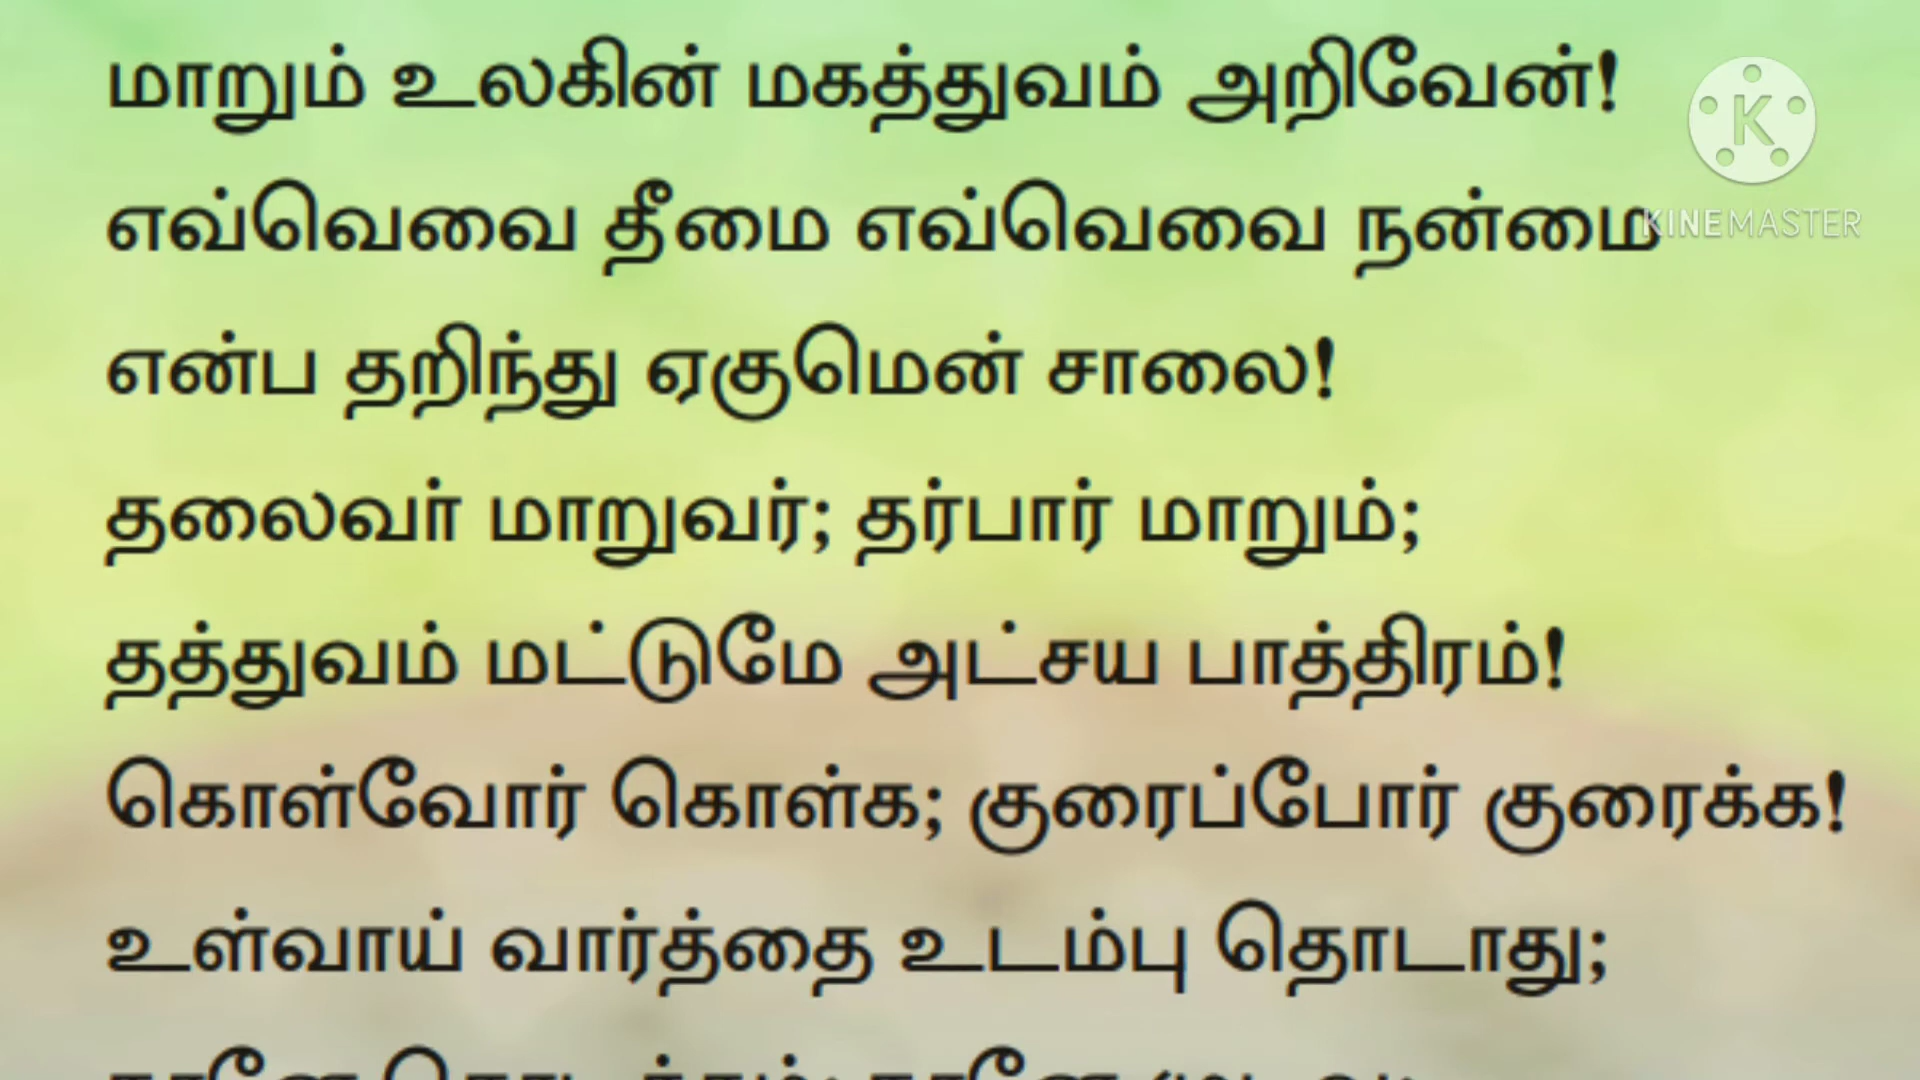 மாறும் உலகின் மகத்துவம் அறிவேன்!
எவ்வெவை தீமை எவ்வெவை நன்மை
என்ப தறிந்து ஏகுமென் சாலை!
தலைவர் மாறுவர்; தர்பார் மாறும்;
தத்துவம் மட்டுமே அட்சய பாத்திரம்!
கொள்வோர் கொள்க; குரைப்போர் குரைக்க!
உள்வாய் வார்த்தை உடம்பு தொடாது;
K
KINEMASTER